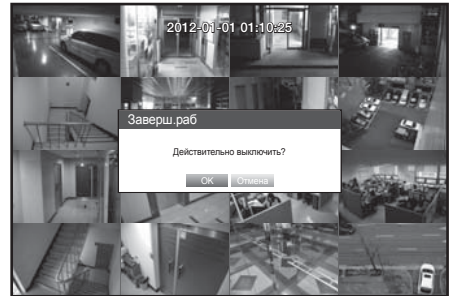 2012-01-01 01:10:25
Заверш.раб
Действительно выключить?
OK Отмена